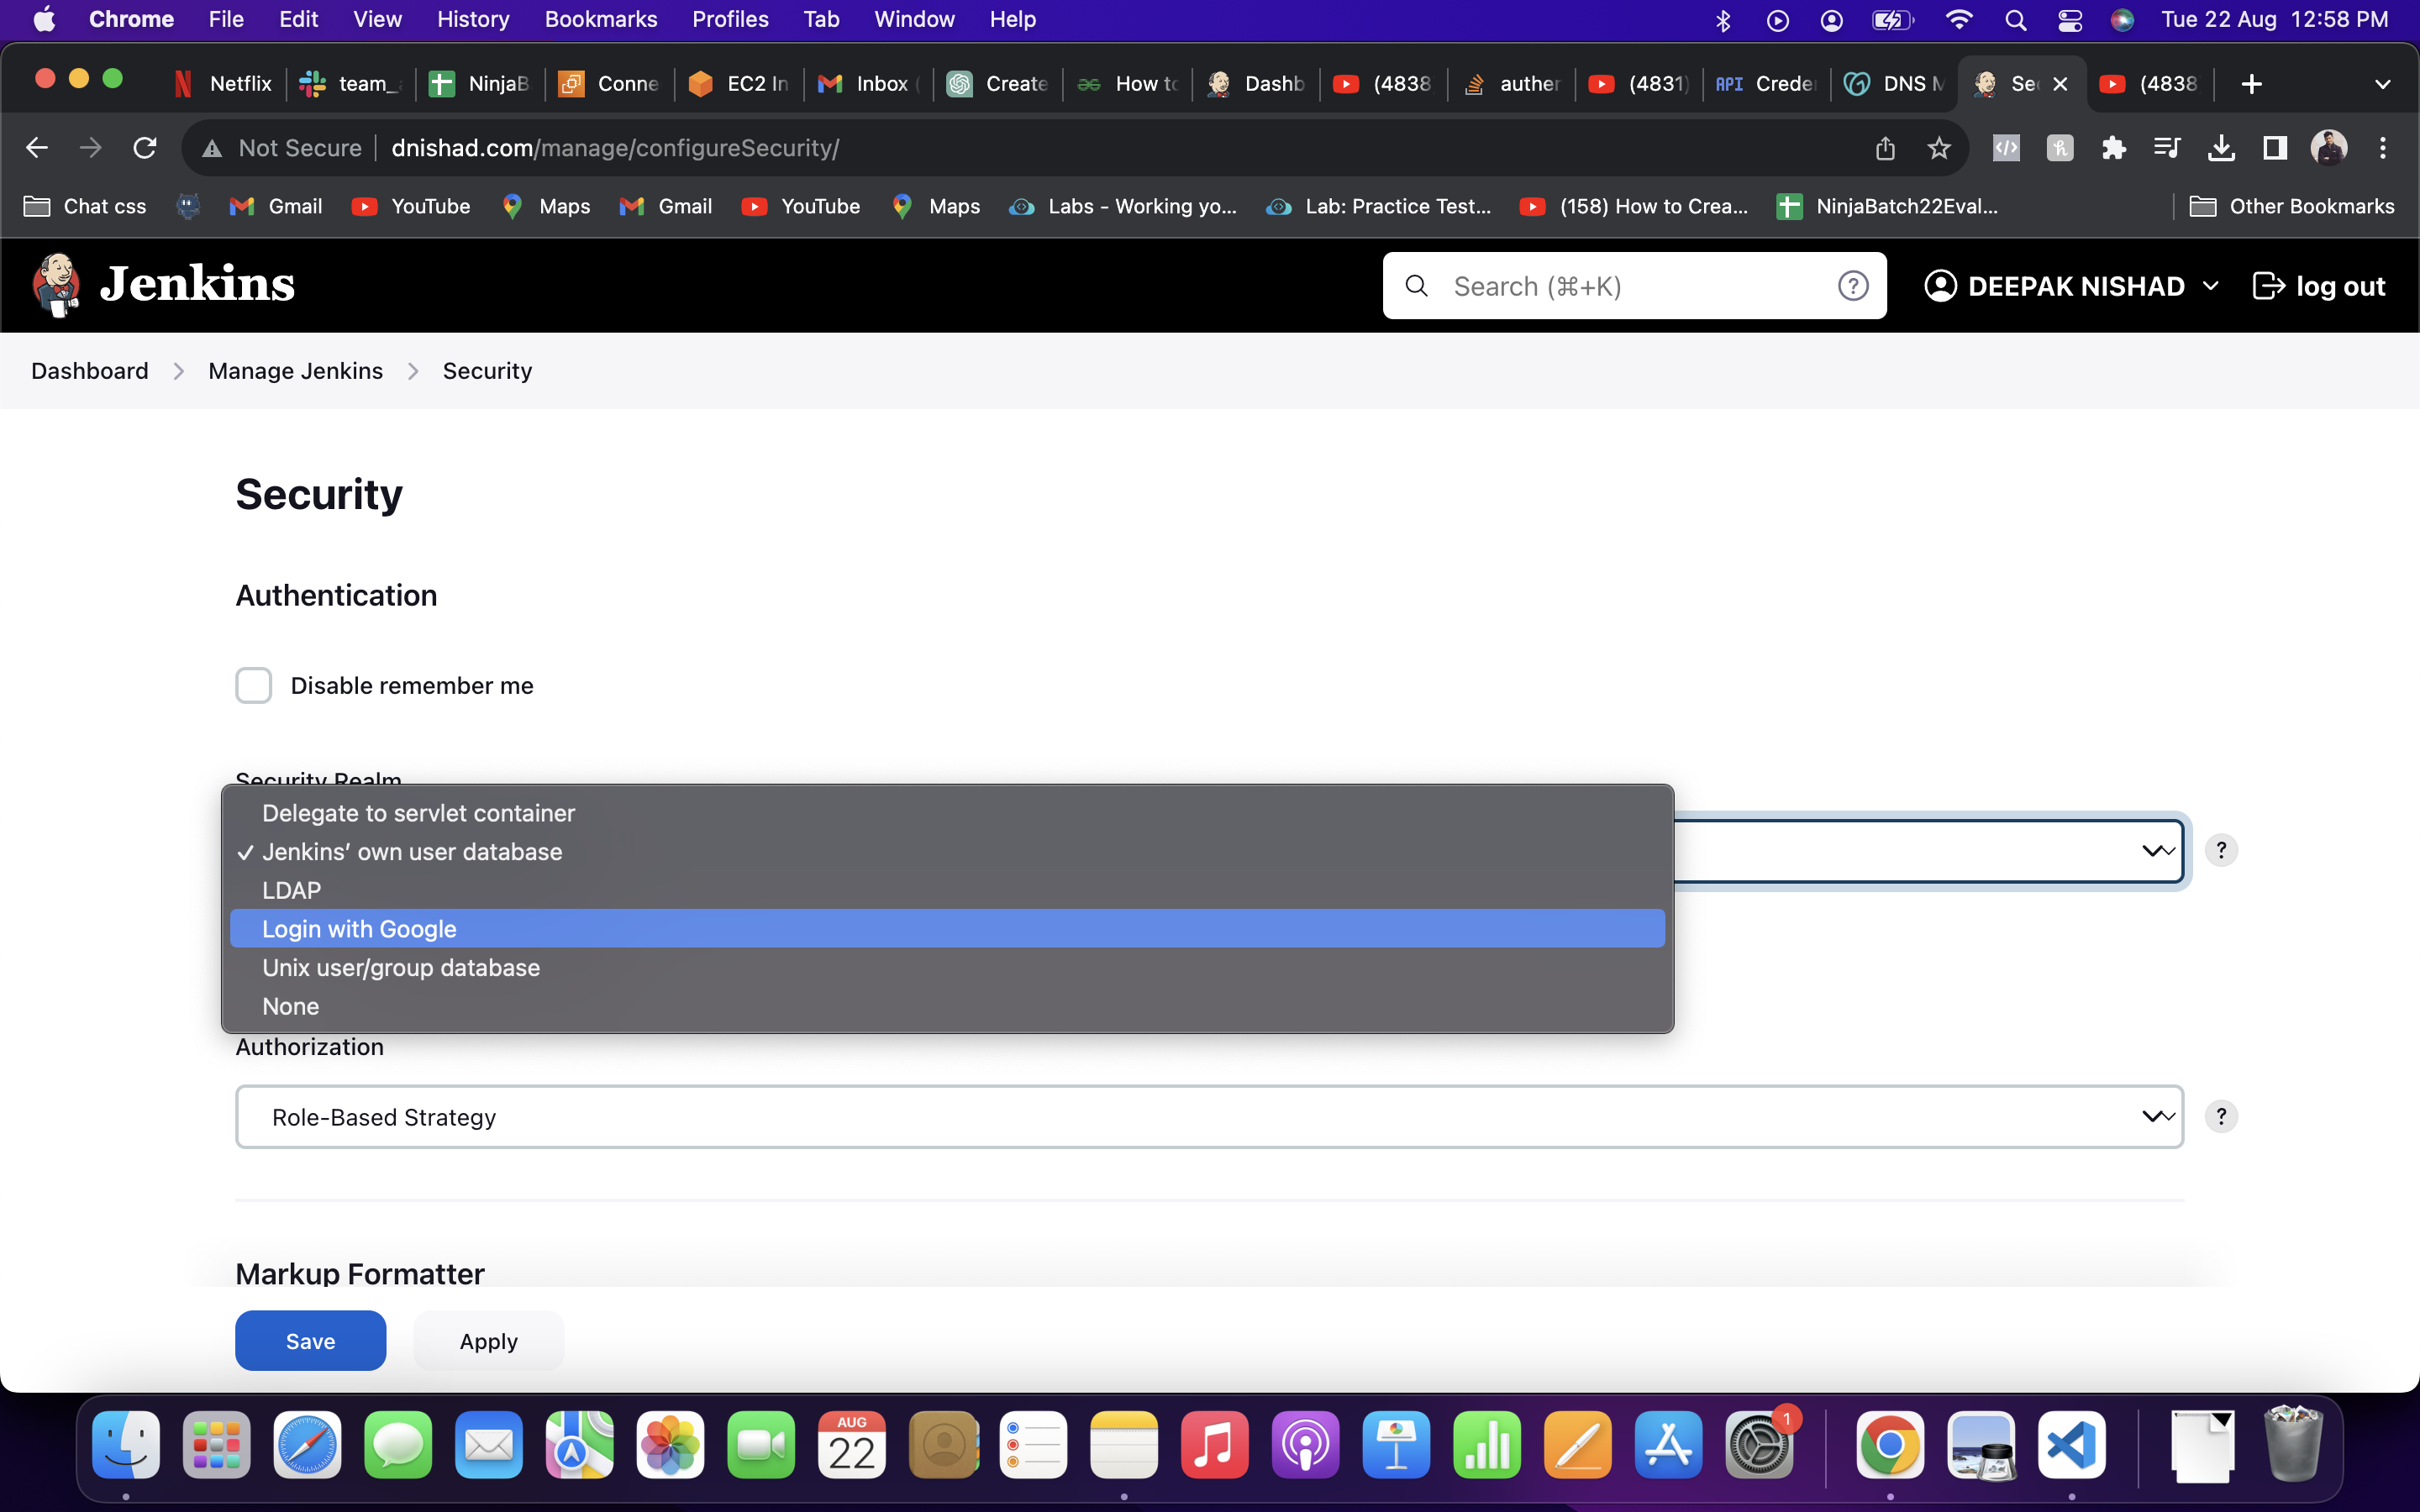 Chrome File Edit View History Bookmarks Profiles Tab Window Help Tue 22 Aug 12:58 PM
Netflix team_ NinjaB Conne EC2 In Inbox ( Create How to Dashb (4838 auther (4831) API Creder DNS M Sec (4838
Not Secure dnishad.com/manage/configureSecurity/
Chat css Gmail YouTube Maps Gmail YouTube Maps Labs - Working yo... Lab: Practice Test... (158) How to Crea... NinjaBatch22Eval... Other Bookmarks
Jenkins Search (⌘+K) ? DEEPAK NISHAD log out
Dashboard Manage Jenkins Security
Security
Authentication
Disable remember me
Security Realm
Delegate to servlet container
✓ Jenkins’ own user database
?
LDAP
Login with Google
Unix user/group database
None
Authorization
Role-Based Strategy ?
Markup Formatter
Save Apply
AUG
22
1